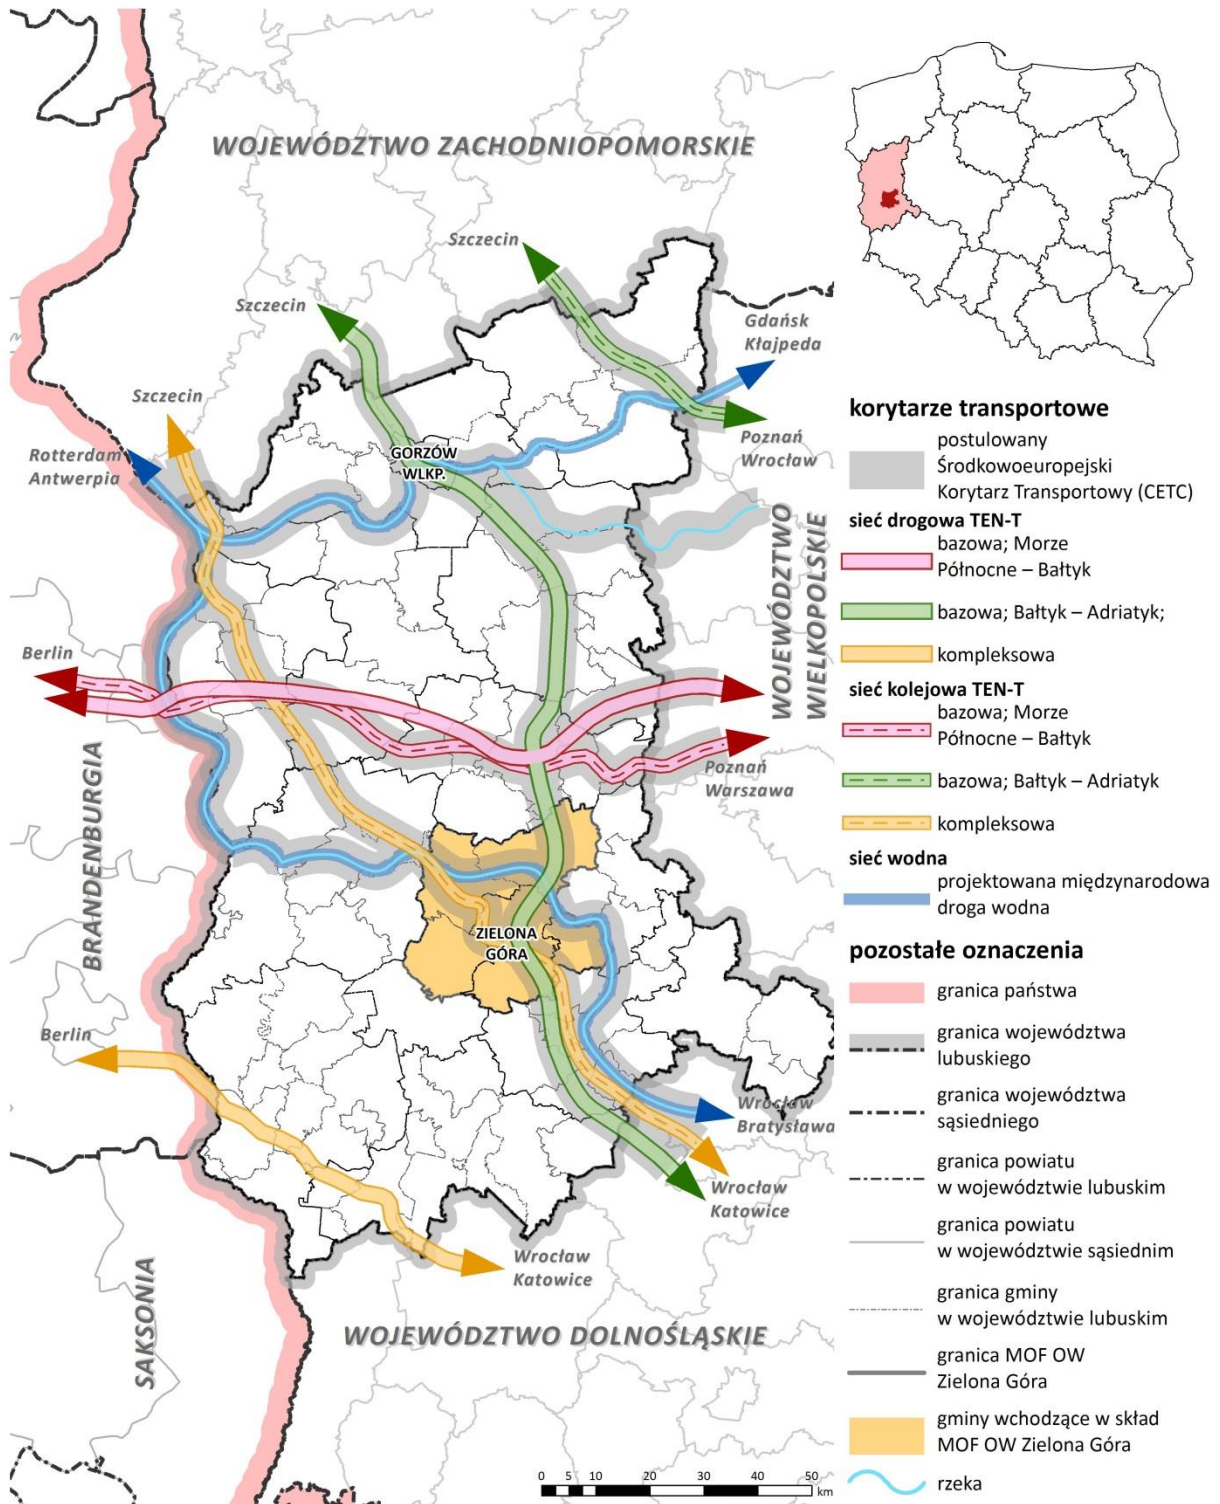 WOJEWÓDZTWO ZACHODNIOPOMORSKIE
Szczecin
Szczecin
Gdańsk
Kłajpeda
Szczecin
Rotterdam
Antwerpia
GORZÓW
WLKP.
Poznań
Wrocław
WOJEWÓDZTWO
WIELKOPOLSKIE
Berlin
Poznań
Warszawa
BRANDENBURGIA
ZIELONA
GÓRA
Berlin
Wrocław
Bratysława
Wrocław
Katowice
Wrocław
Katowice
SAKSONIA
WOJEWÓDZTWO DOLNOŚLĄSKIE
0 5 10 20 30 40 50
km
korytarze transportowe
postulowany
Środkowoeuropejski
Korytarz Transportowy (CETC)
sieć drogowa TEN-T
bazowa; Morze
Północne – Bałtyk
bazowa; Bałtyk – Adriatyk;
kompleksowa
sieć kolejowa TEN-T
bazowa; Morze
Północne – Bałtyk
bazowa; Bałtyk – Adriatyk
kompleksowa
sieć wodna
projektowana międzynarodowa
droga wodna
pozostałe oznaczenia
granica państwa
granica województwa
lubuskiego
granica województwa
sąsiedniego
granica powiatu
w województwie lubuskim
granica powiatu
w województwie sąsiednim
granica gminy
w województwie lubuskim
granica MOF OW
Zielona Góra
gminy wchodzące w skład
MOF OW Zielona Góra
rzeka